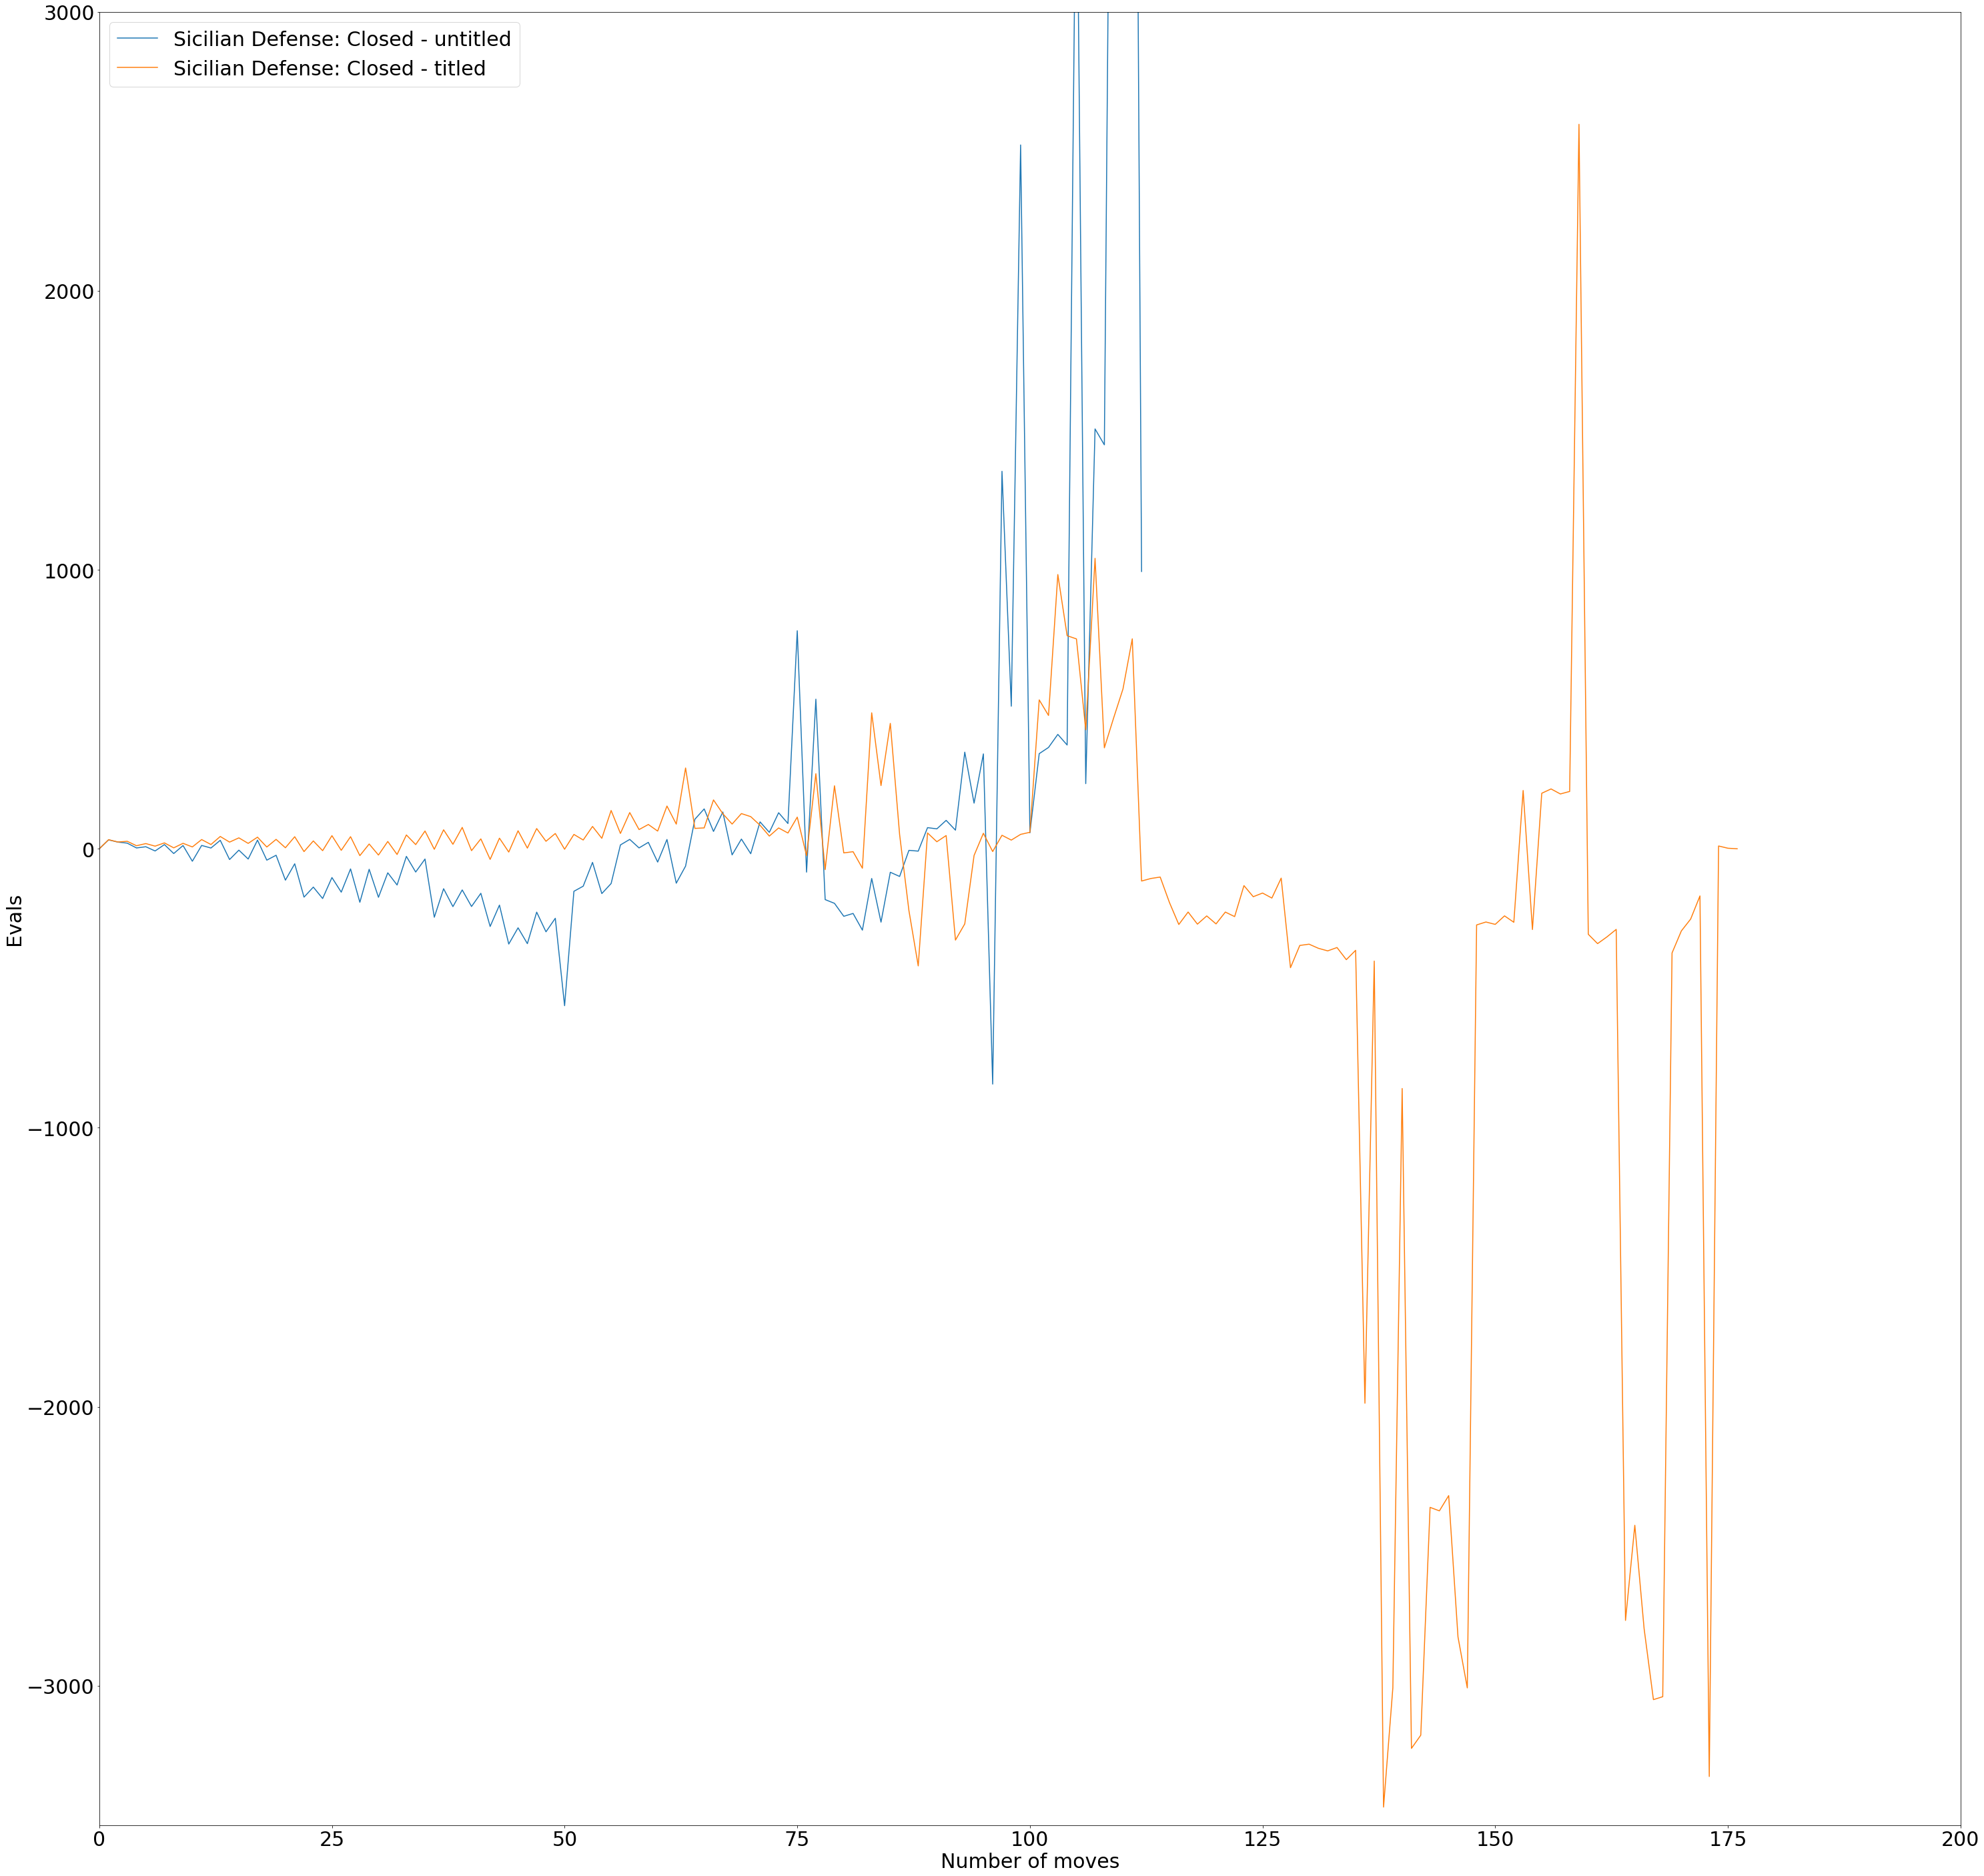 Sicilian Defense: Closed - untitled
Sicilian Defense: Closed - titled
3000
2000
1000
0
−1000
−2000
−3000
Evals
0 25 50 75 100 125 150 175 200
Number of moves